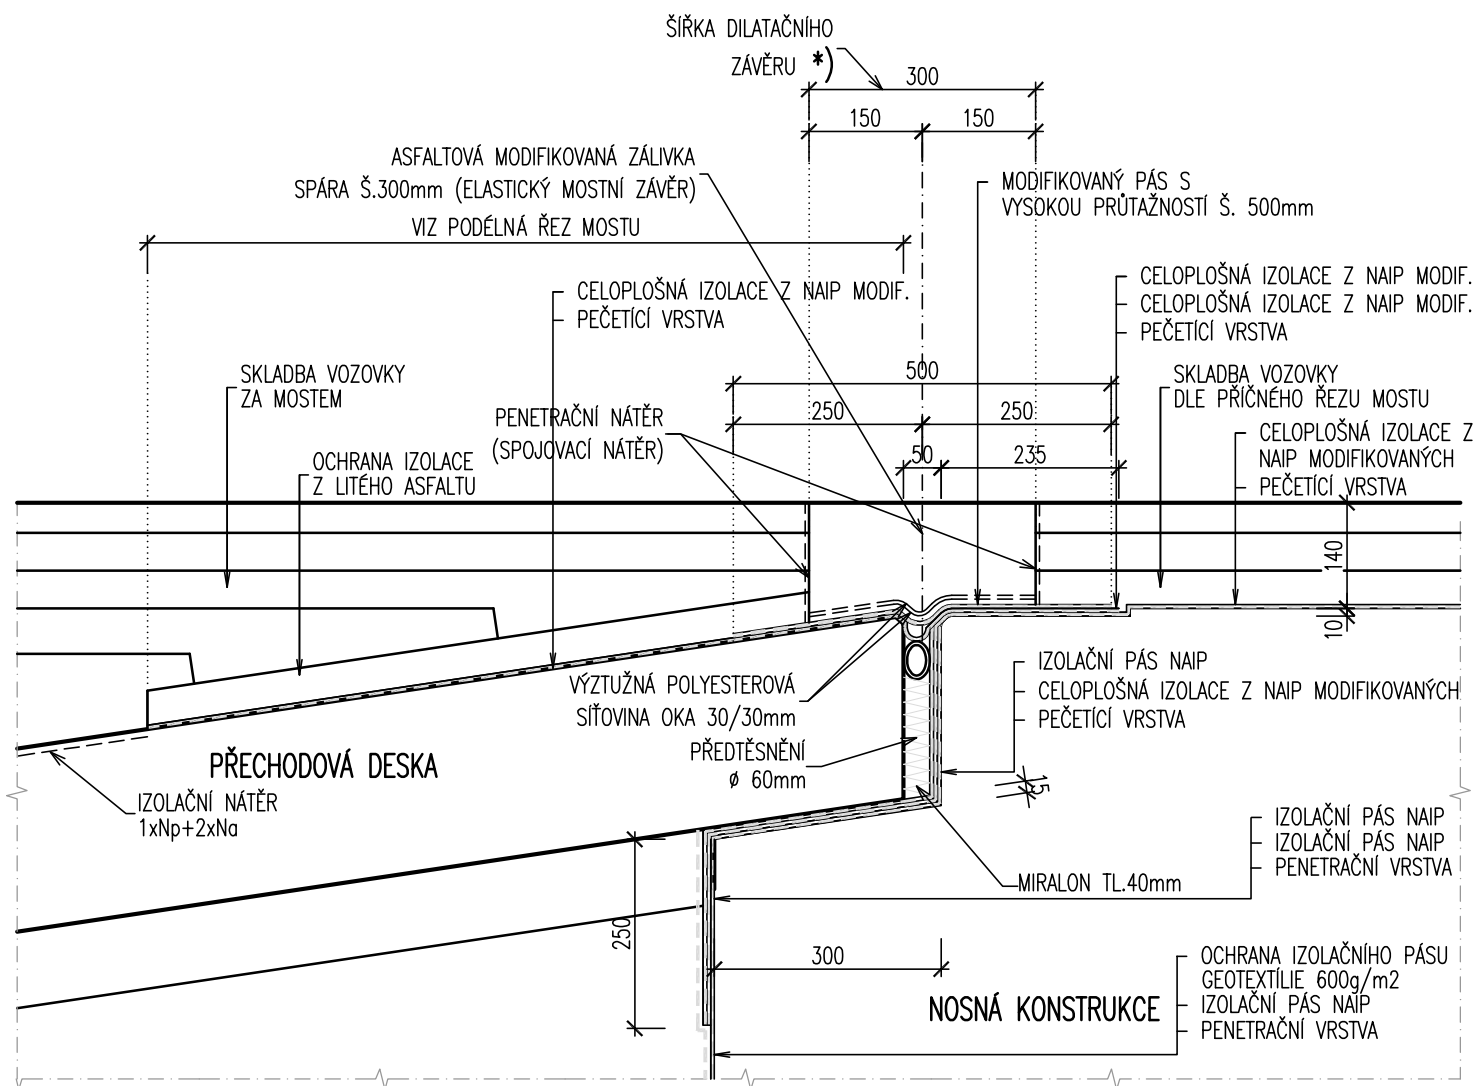 ŠÍŘKA DILATAČNÍHO
ZÁVĚRU *)
300
150
150
ASFALTOVÁ MODIFIKOVANÁ ZÁLIVKA
SPÁRA Š.300mm (ELASTICKÝ MOSTNÍ ZÁVĚR)
VIZ PODÉLNÁ ŘEZ MOSTU
MODIFIKOVANÝ PÁS S
VYSOKOU PRŮTAŽNOSTÍ Š. 500mm
CELOPLOŠNÁ IZOLACE Z NAIP MODIF.
PEČETÍCÍ VRSTVA
CELOPLOŠNÁ IZOLACE Z NAIP MODIF.
CELOPLOŠNÁ IZOLACE Z NAIP MODIF.
PEČETÍCÍ VRSTVA
SKLADBA VOZOVKY
ZA MOSTEM
500
SKLADBA VOZOVKY
DLE PŘÍČNÉHO ŘEZU MOSTU
PENETRAČNÍ NÁTĚR
(SPOJOVACÍ NÁTĚR)
250
250
50
235
CELOPLOŠNÁ IZOLACE Z
NAIP MODIFIKOVANÝCH
PEČETÍCÍ VRSTVA
OCHRANA IZOLACE
Z LITÉHO ASFALTU
140
10
VÝZTUŽNÁ POLYESTEROVÁ
SÍŤOVINA OKA 30/30mm
IZOLAČNÍ PÁS NAIP
CELOPLOŠNÁ IZOLACE Z NAIP MODIFIKOVANÝCH
PEČETÍCÍ VRSTVA
PŘEDTĚSNĚNÍ
ø 60mm
PŘECHODOVÁ DESKA
15
IZOLAČNÍ NÁTĚR
1xNp+2xNa
IZOLAČNÍ PÁS NAIP
IZOLAČNÍ PÁS NAIP
PENETRAČNÍ VRSTVA
MIRALON TL.40mm
250
300
OCHRANA IZOLAČNÍHO PÁSU
GEOTEXTÍLIE 600g/m2
IZOLAČNÍ PÁS NAIP
PENETRAČNÍ VRSTVA
NOSNÁ KONSTRUKCE